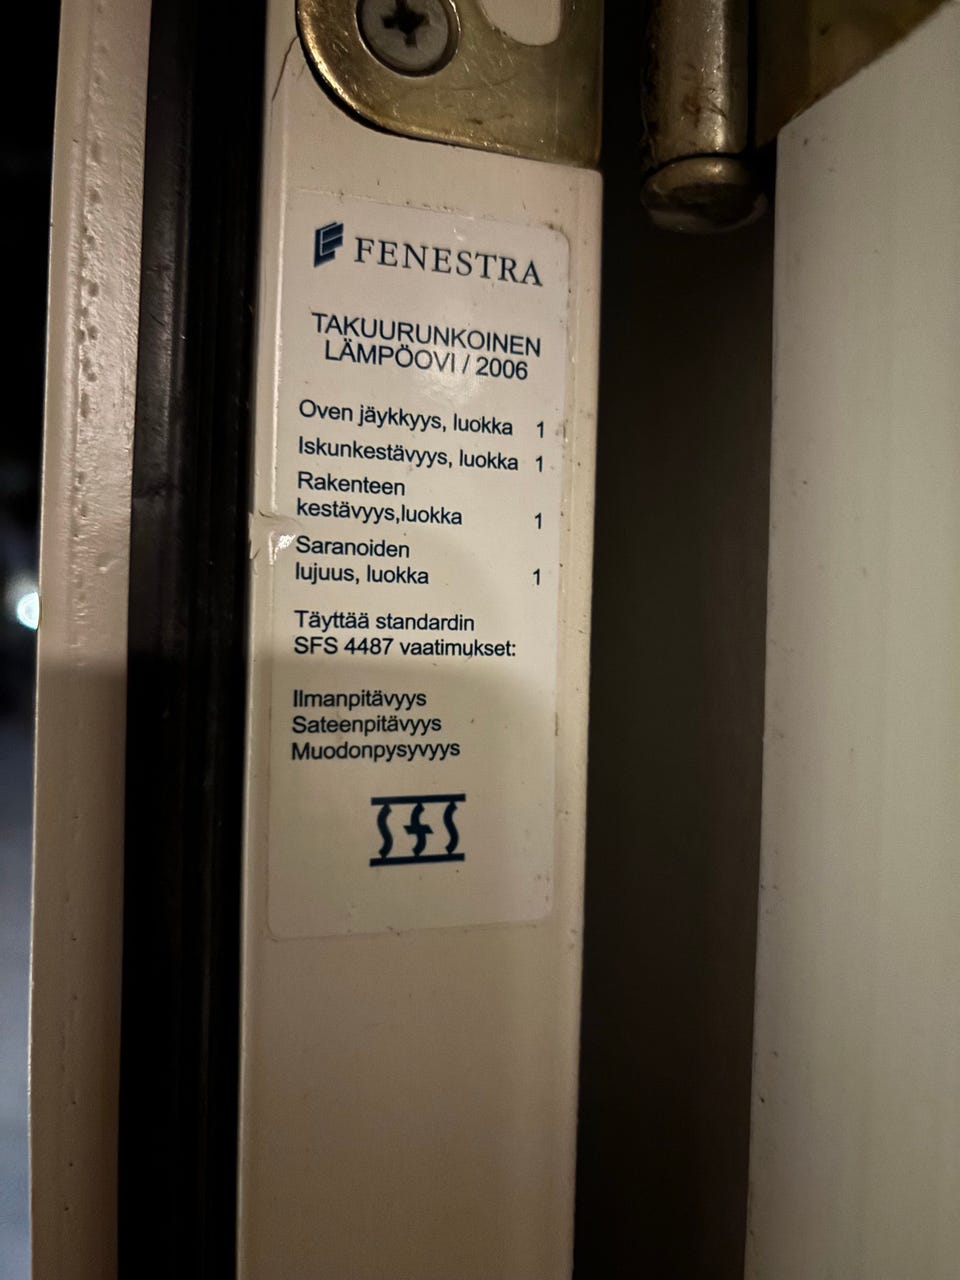 FENESTRA
TAKUURUNKOINEN
LÄMPÖOVI / 2006
Oven jäykkyys, luokka 1
Iskunkestävyys, luokka 1
Rakenteen
kestävyys,luokka 1
Saranoiden
lujuus, luokka 1
Täyttää standardin
SFS 4487 vaatimukset:
Ilmanpitävyys
Sateenpitävyys
Muodonpysyvyys
SFS